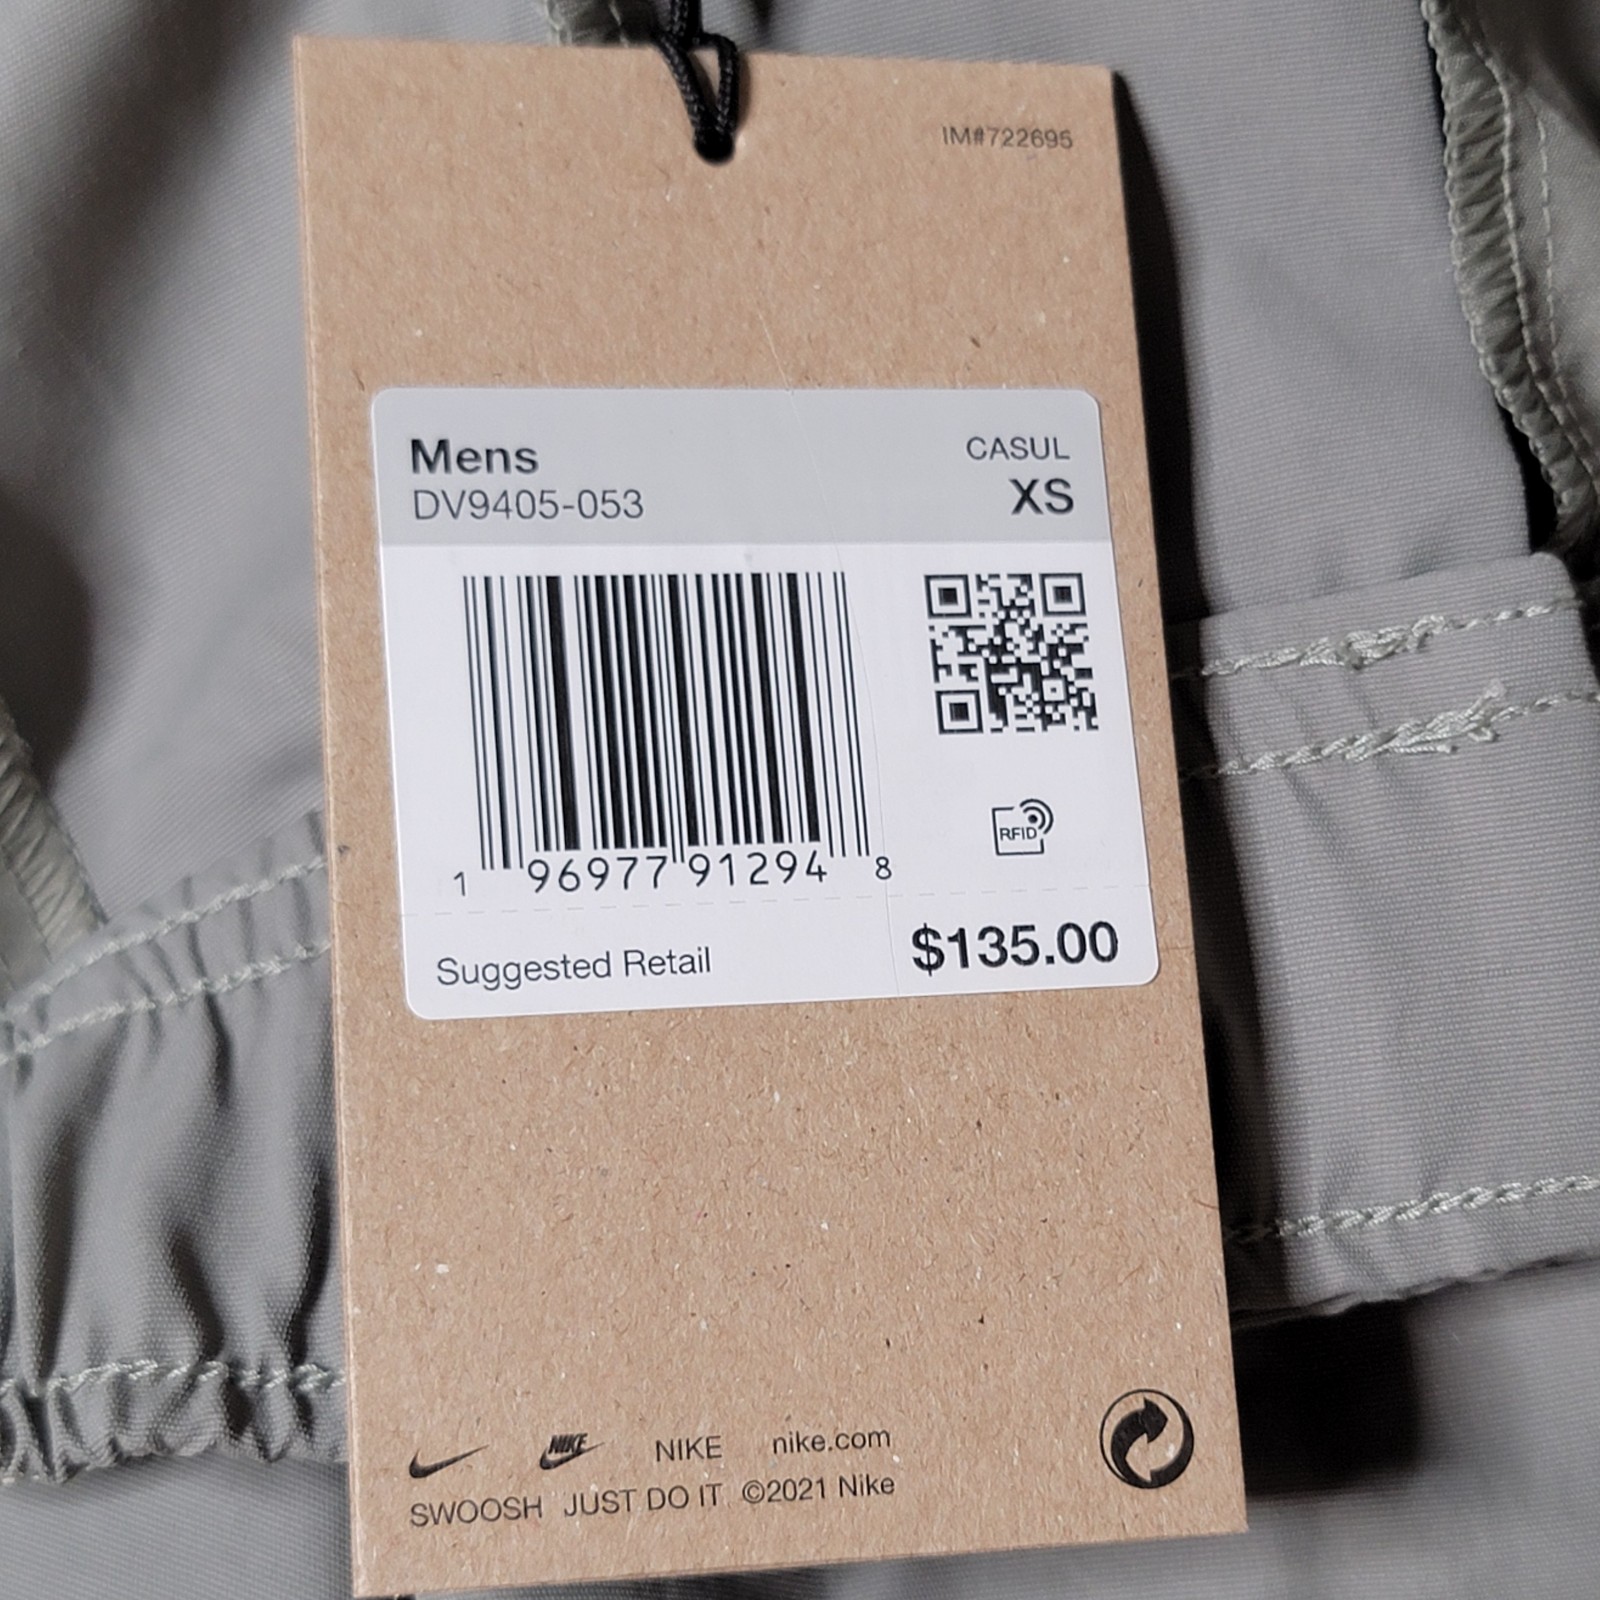 IM#722695
Mens CASUL
DV9405-053 XS
RFID
1 96977 91294 8
Suggested Retail $135.00
NIKE NIKE nike.com
SWOOSH JUST DO IT ©2021 Nike